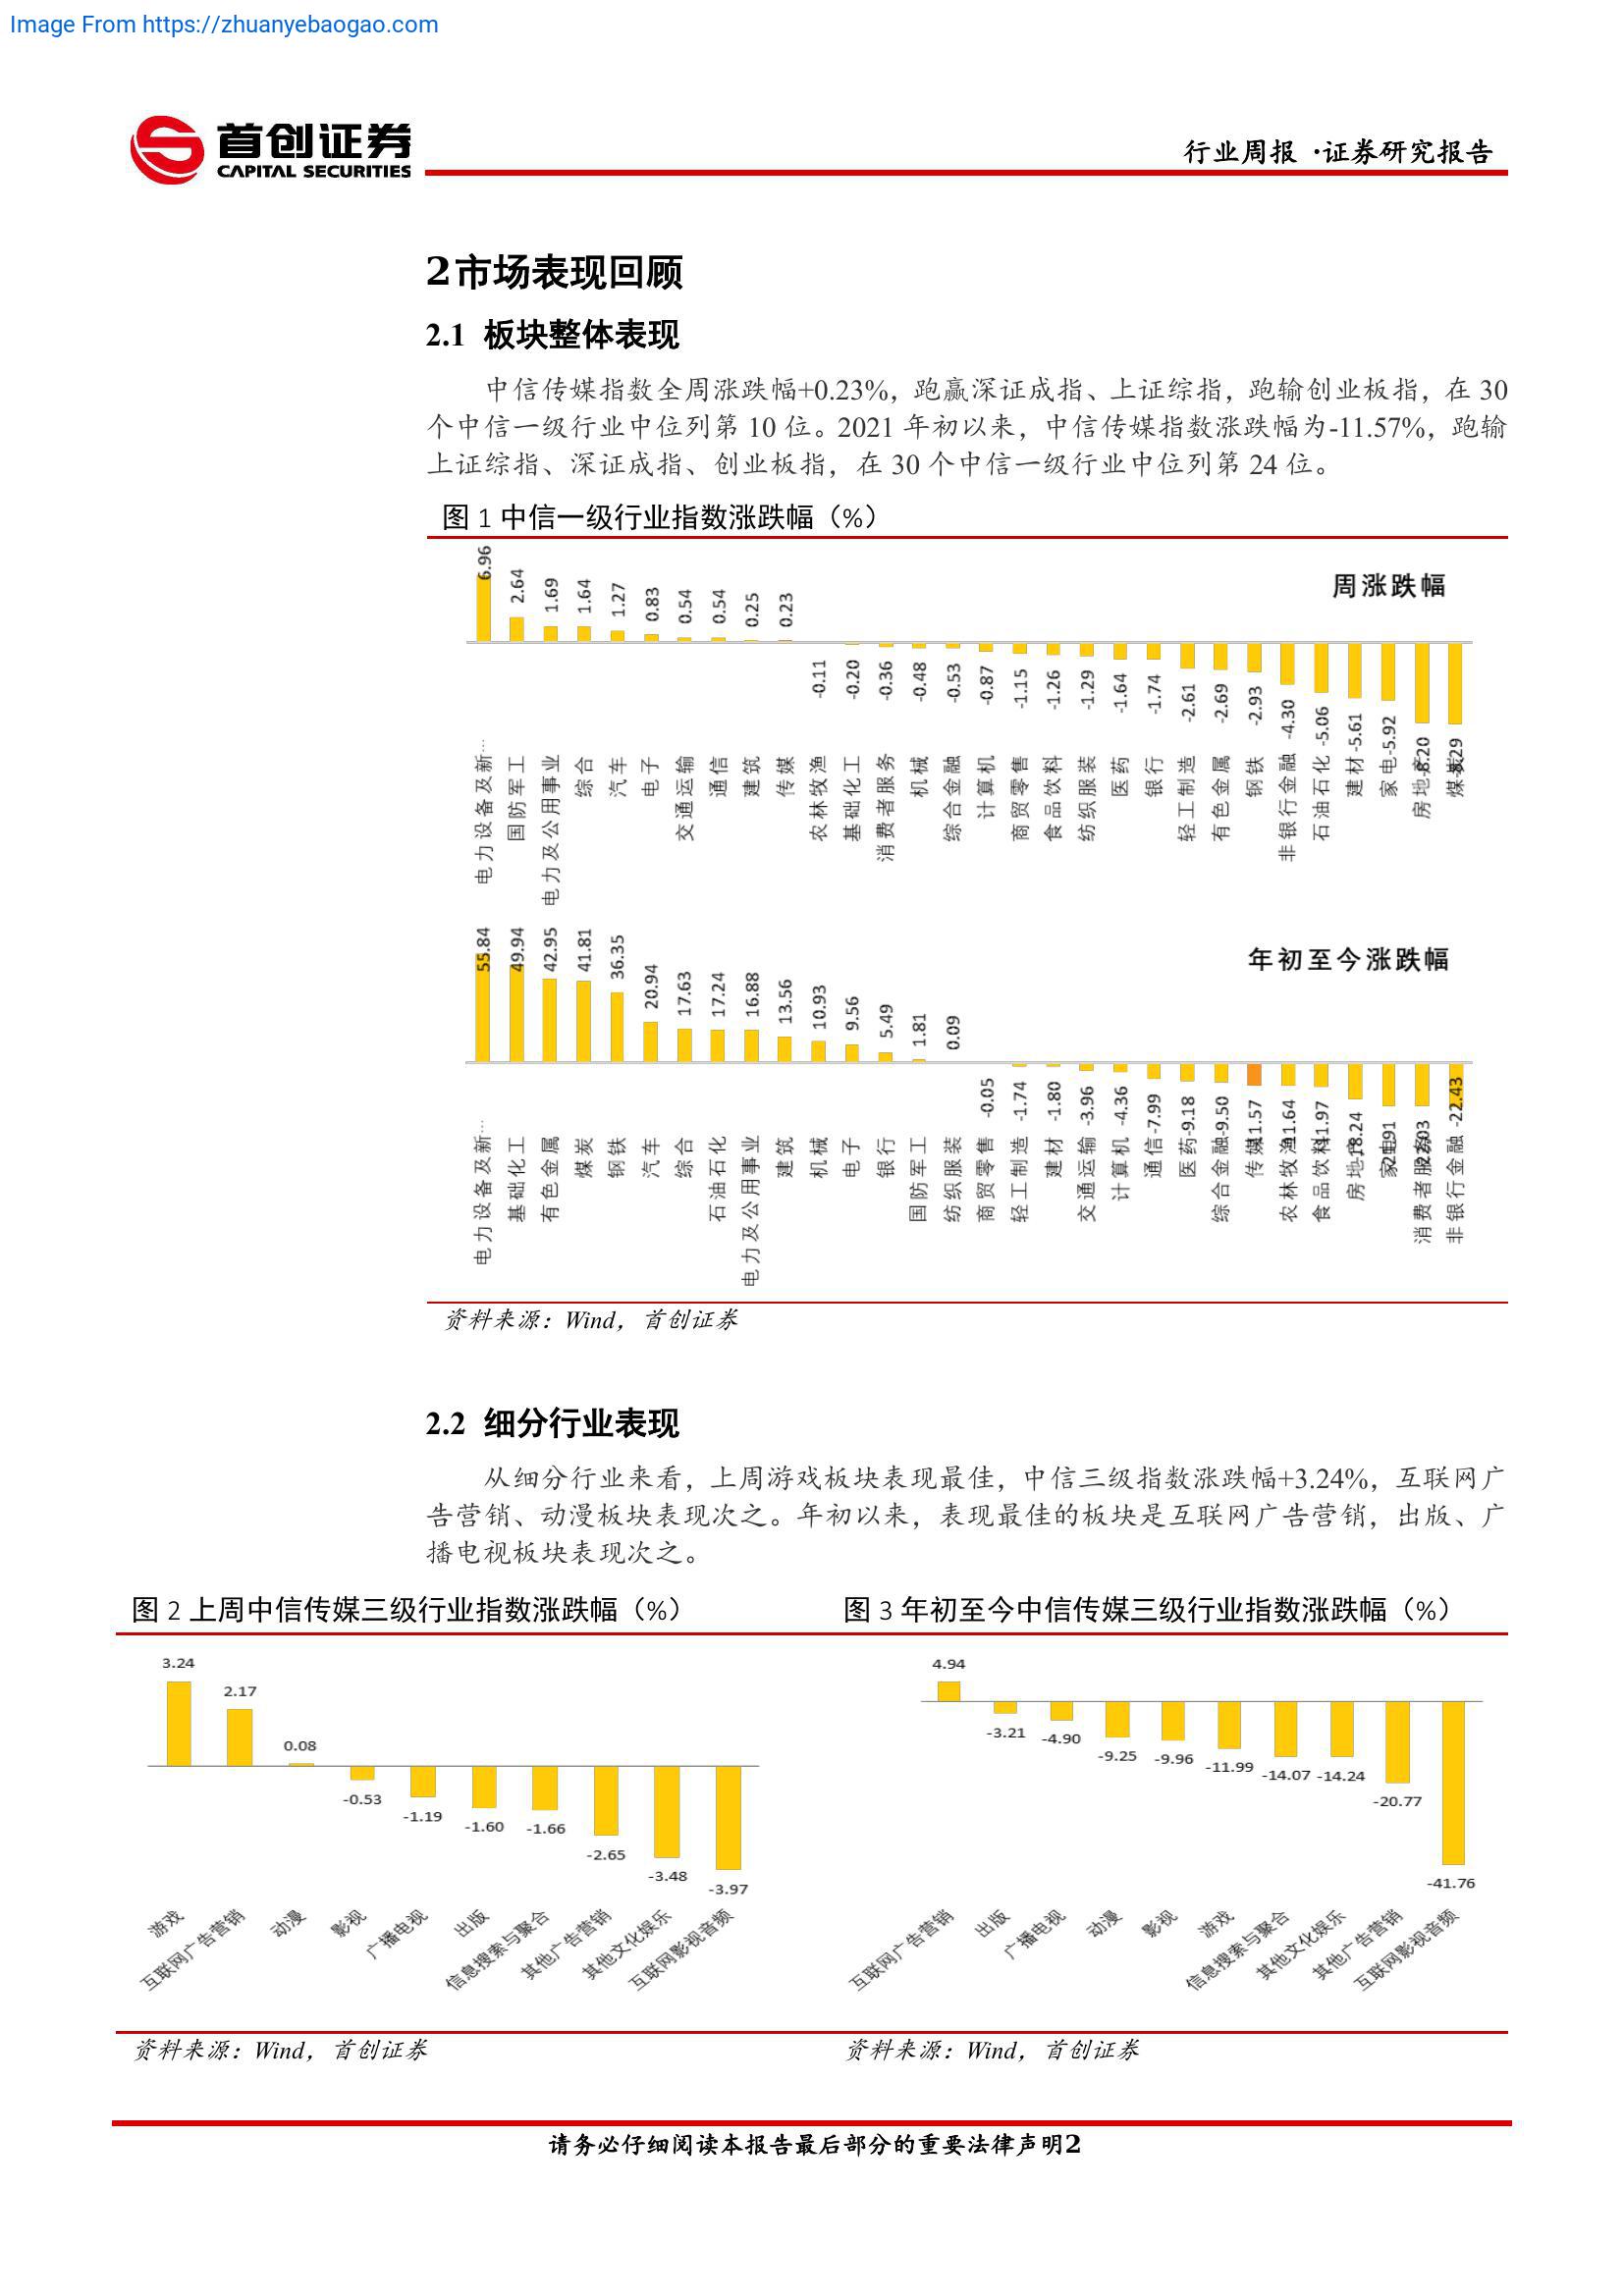 Image From https://zhuanyebaogao.com
首创证券
CAPITAL SECURITIES
行业周报 ·证券研究报告
2市场表现回顾
2.1 板块整体表现
中信传媒指数全周涨跌幅+0.23%，跑赢深证成指、上证综指，跑输创业板指，在 30
个中信一级行业中位列第 10 位。2021 年初以来，中信传媒指数涨跌幅为-11.57%，跑输
上证综指、深证成指、创业板指，在 30 个中信一级行业中位列第 24 位。
图 1 中信一级行业指数涨跌幅（%）
周涨跌幅
6.96 2.64 1.69 1.64 1.27 0.83 0.54 0.54 0.25 0.23
-0.11 -0.20 -0.36 -0.48 -0.53 -0.87 -1.15 -1.26 -1.29 -1.64 -1.74 -2.61 -2.69 -2.93 -4.30 -5.06 -5.61 -5.92 -8.20 -8.29
电力设备及新… 国防军工 电力及公用事业 综合 汽车 电子 交通运输 通信 建筑 传媒 农林牧渔 基础化工 消费者服务 机械 综合金融 计算机 商贸零售 食品饮料 纺织服装 医药 银行 轻工制造 有色金属 钢铁 非银行金融 石油石化 建材 家电 房地产 煤炭
年初至今涨跌幅
55.84 49.94 42.95 41.81 36.35 20.94 17.63 17.24 16.88 13.56 10.93 9.56 5.49 1.81 0.09
-0.05 -1.74 -1.80 -3.96 -4.36 -7.99 -9.18 -9.50 -11.57 -11.64 -11.97 -18.24 -21.91 -22.03 -22.43
电力设备及新… 基础化工 有色金属 煤炭 钢铁 汽车 综合 石油石化 电力及公用事业 建筑 机械 电子 银行 国防军工 纺织服装 商贸零售 轻工制造 建材 交通运输 计算机 通信 医药 综合金融 传媒 农林牧渔 食品饮料 房地产 家电 消费者服务 非银行金融
资料来源：Wind，首创证券
2.2 细分行业表现
从细分行业来看，上周游戏板块表现最佳，中信三级指数涨跌幅+3.24%，互联网广
告营销、动漫板块表现次之。年初以来，表现最佳的板块是互联网广告营销，出版、广
播电视板块表现次之。
图 2 上周中信传媒三级行业指数涨跌幅（%）
3.24 2.17 0.08 -0.53 -1.19 -1.60 -1.66 -2.65 -3.48 -3.97
游戏 互联网广告营销 动漫 影视 广播电视 出版 信息搜索与聚合 其他广告营销 其他文化娱乐 互联网影视音频
资料来源：Wind，首创证券
图 3 年初至今中信传媒三级行业指数涨跌幅（%）
4.94 -3.21 -4.90 -9.25 -9.96 -11.99 -14.07 -14.24 -20.77 -41.76
互联网广告营销 出版 广播电视 动漫 影视 游戏 信息搜索与聚合 其他文化娱乐 其他广告营销 互联网影视音频
资料来源：Wind，首创证券
请务必仔细阅读本报告最后部分的重要法律声明2